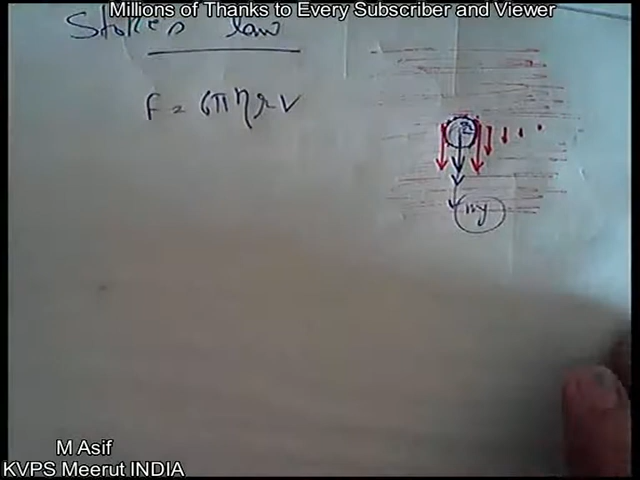 Millions of Thanks to Every Subscriber and Viewer
Stokes law
F = 6πηrv
mg
M Asif
KVPS Meerut INDIA